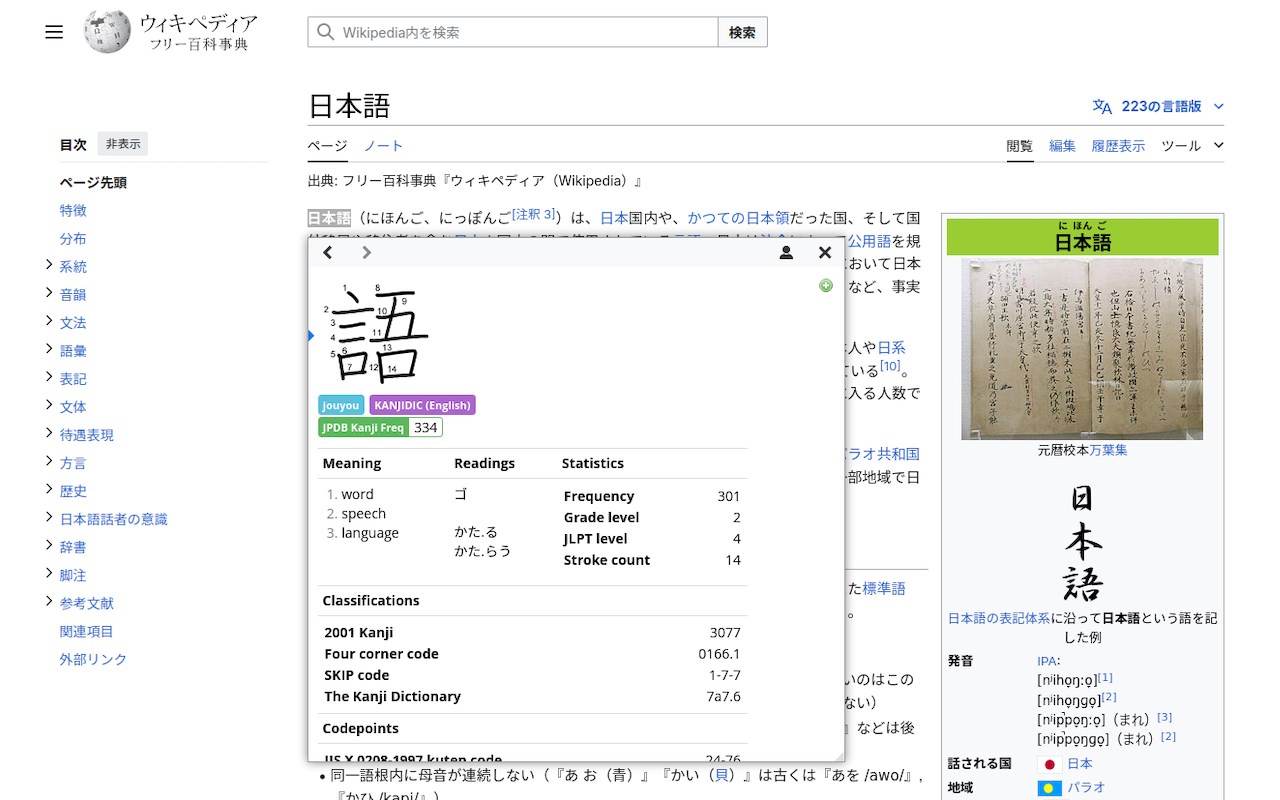 ウィキペディア
フリー百科事典
Wikipedia内を検索
検索
日本語
223の言語版
目次
非表示
ページ
ノート
閲覧
編集
履歴表示
ツール
ページ先頭
特徴
分布
系統
音韻
文法
語彙
表記
文体
待遇表現
方言
歴史
日本語話者の意識
辞書
脚注
参考文献
関連項目
外部リンク
出典: フリー百科事典『ウィキペディア（Wikipedia）』
日本語（にほんご、にっぽんご[注釈 3]）は、日本国内や、かつての日本領だった国、そして国
公用語を規
おいて日本
など、事実
人や日系
ている[10]。
に入る人数で
ラオ共和国
部地域で日
た標準語
。
いのはこの
ない）
』などは後
• 同一語根内に母音が連続しない（『あ お（青）』『かい（貝）』は古くは『あを /awo/』,
『かひ /kapi/』）
語
1
2
3
4
5
6
7
8
9
10
11
12
13
14
jouyou
KANJIDIC (English)
JPDB Kanji Freq 334
Meaning Readings Statistics
1. word
2. speech
3. language
ゴ
かた.る
かた.らう
Frequency 301
Grade level 2
JLPT level 4
Stroke count 14
Classifications
2001 Kanji 3077
Four corner code 0166.1
SKIP code 1-7-7
The Kanji Dictionary 7a7.6
Codepoints
JIS X 0208-1997 kuten code 24-76
に ほん ご
日本語
元暦校本万葉集
日
本
語
日本語の表記体系に沿って日本語という語を記
した例
発音
IPA:
[nʲihoŋːo][1]
[nʲihoŋgo][2]
[nʲippoŋːo]（まれ）[3]
[nʲippoŋgo]（まれ）[2]
話される国 日本
地域 パラオ